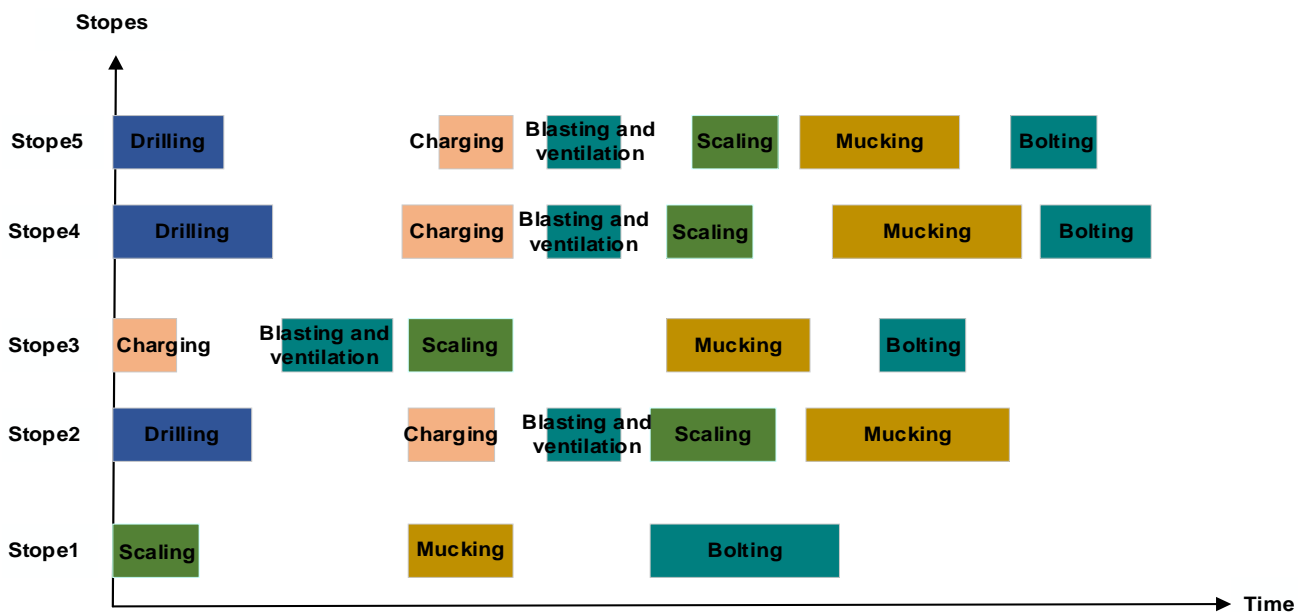 Stopes
Stope5
Drilling
Charging
Blasting and
ventilation
Scaling
Mucking
Bolting
Stope4
Drilling
Charging
Blasting and
ventilation
Scaling
Mucking
Bolting
Stope3
Charging
Blasting and
ventilation
Scaling
Mucking
Bolting
Stope2
Drilling
Charging
Blasting and
ventilation
Scaling
Mucking
Stope1
Scaling
Mucking
Bolting
Time